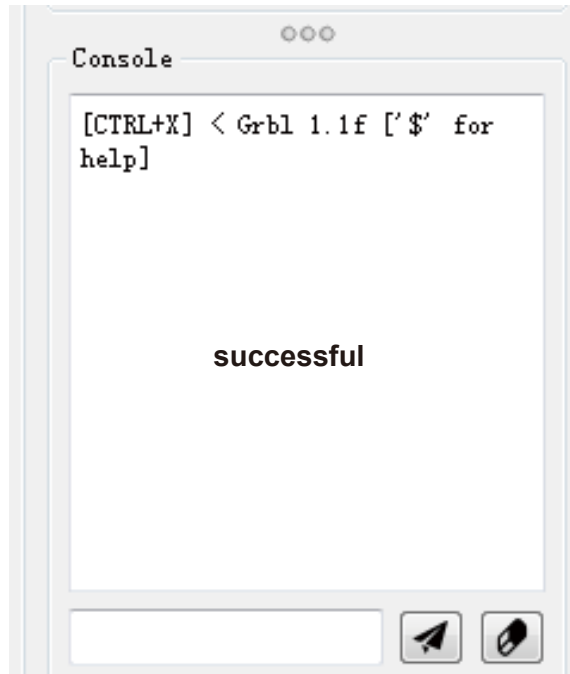 Console
[CTRL+X] < Grbl 1.1f ['$' for
help]
successful